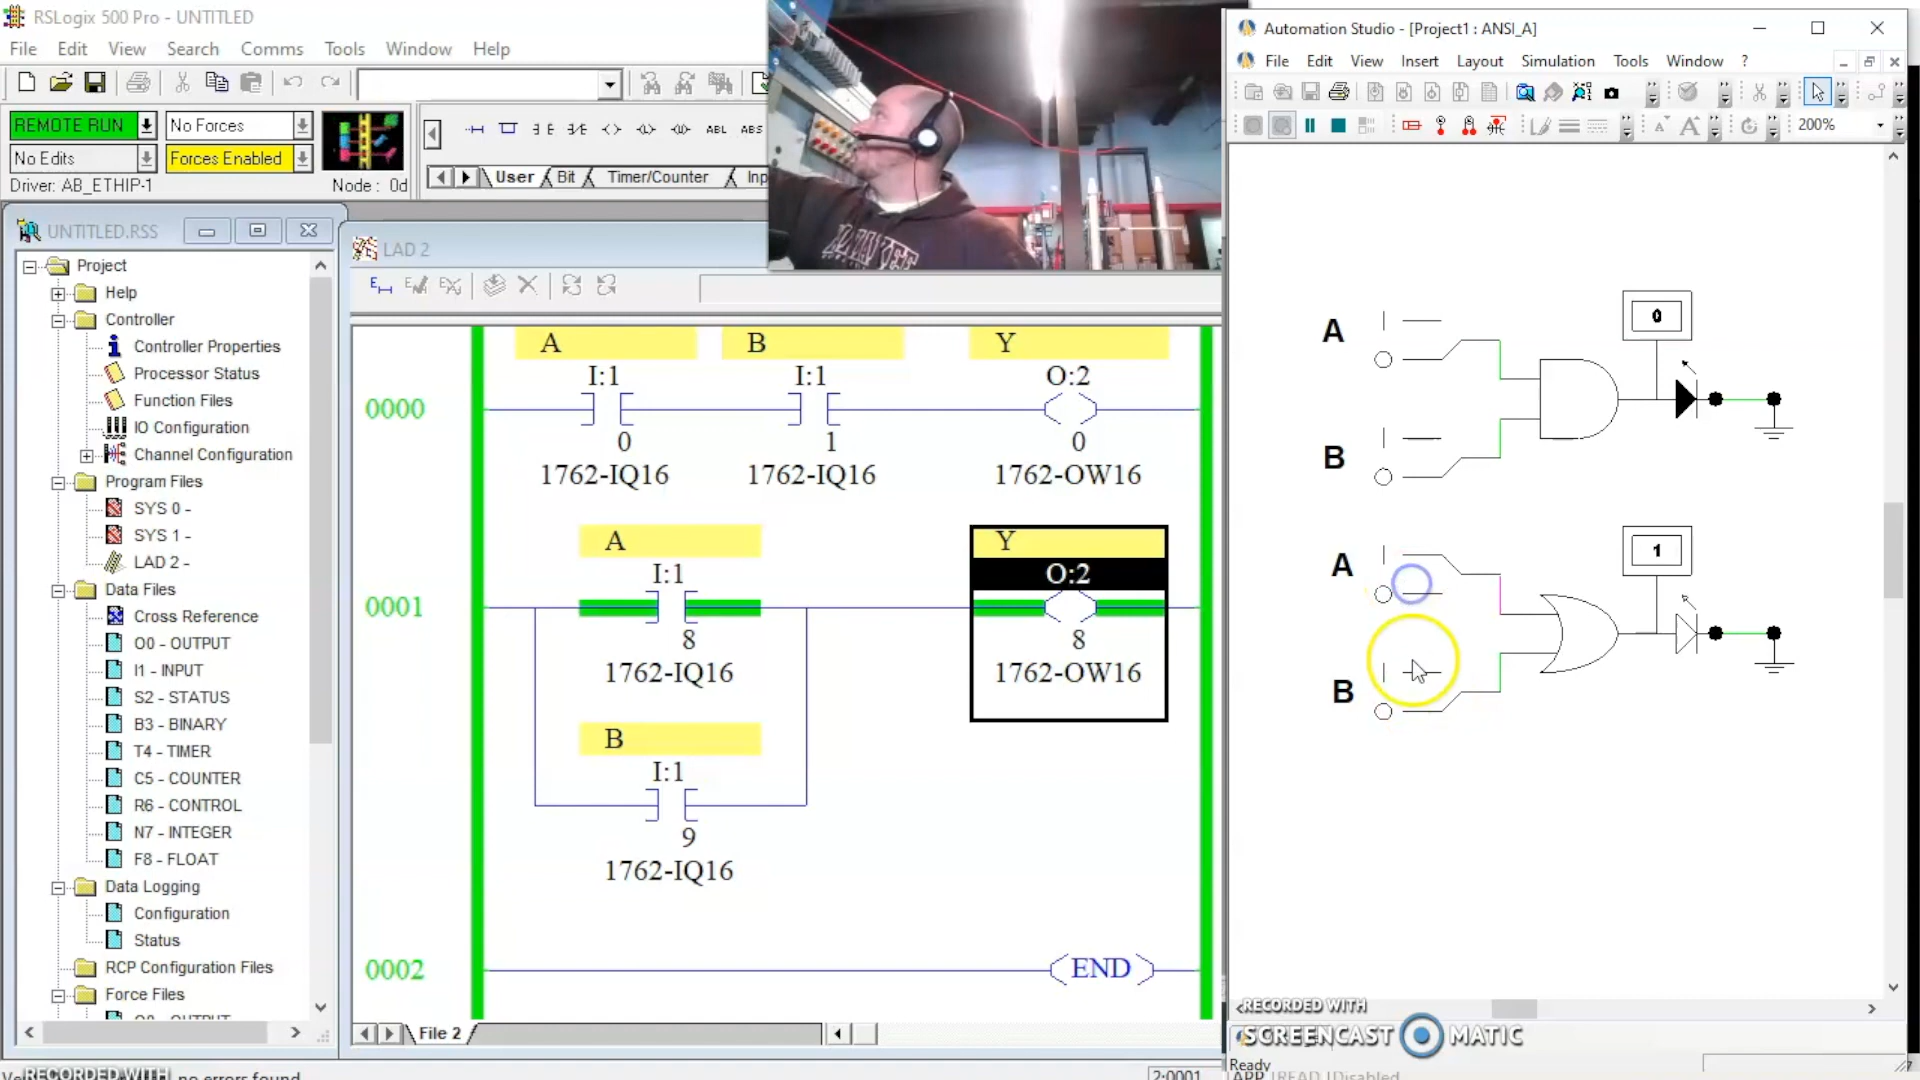 RSLogix 500 Pro - UNTITLED
File Edit View Search Comms Tools Window Help
REMOTE RUN No Forces
No Edits Forces Enabled
Driver: AB_ETHIP-1 Node : 0d
ABL ABS
User Bit Timer/Counter Inp
UNTITLED.RSS
Project
Help
Controller
Controller Properties
Processor Status
Function Files
IO Configuration
Channel Configuration
Program Files
SYS 0 -
SYS 1 -
LAD 2 -
Data Files
Cross Reference
O0 - OUTPUT
I1 - INPUT
S2 - STATUS
B3 - BINARY
T4 - TIMER
C5 - COUNTER
R6 - CONTROL
N7 - INTEGER
F8 - FLOAT
Data Logging
Configuration
Status
RCP Configuration Files
Force Files
O0 - OUTPUT
LAD 2
A B Y
I:1 I:1 O:2
0000
0 1 0
1762-IQ16 1762-IQ16 1762-OW16
A Y
I:1 O:2
0001
8 8
1762-IQ16 1762-OW16
B
I:1
9
1762-IQ16
0002 END
File 2
RECORDED WITH no errors found
2:0001
Automation Studio - [Project1 : ANSI_A]
File Edit View Insert Layout Simulation Tools Window ?
200%
0
A
B
1
A
B
RECORDED WITH
SCREENCAST MATIC
Ready